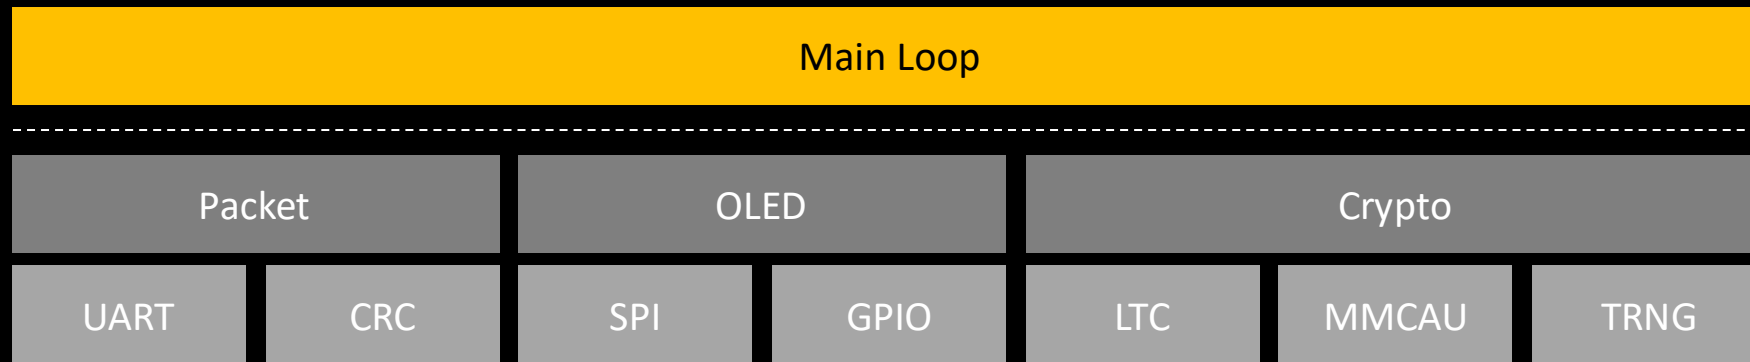 Main Loop
Packet
OLED
Crypto
UART
CRC
SPI
GPIO
LTC
MMCAU
TRNG